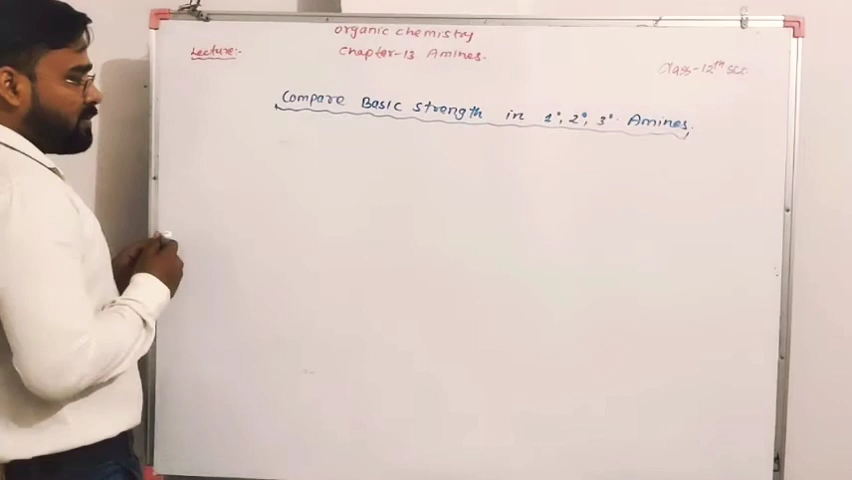 Organic chemistry
Lecture:-
Chapter-13 Amines.
Class-12th sci.
Compare Basic strength in 1°, 2°, 3° Amines.